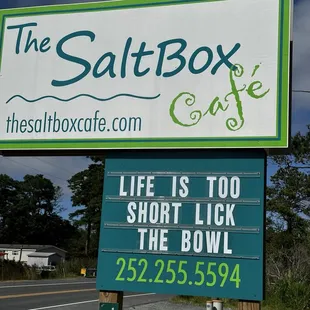 The SaltBox
Café
thesaltboxcafe.com
LIFE IS TOO
SHORT LICK
THE BOWL
252.255.5594